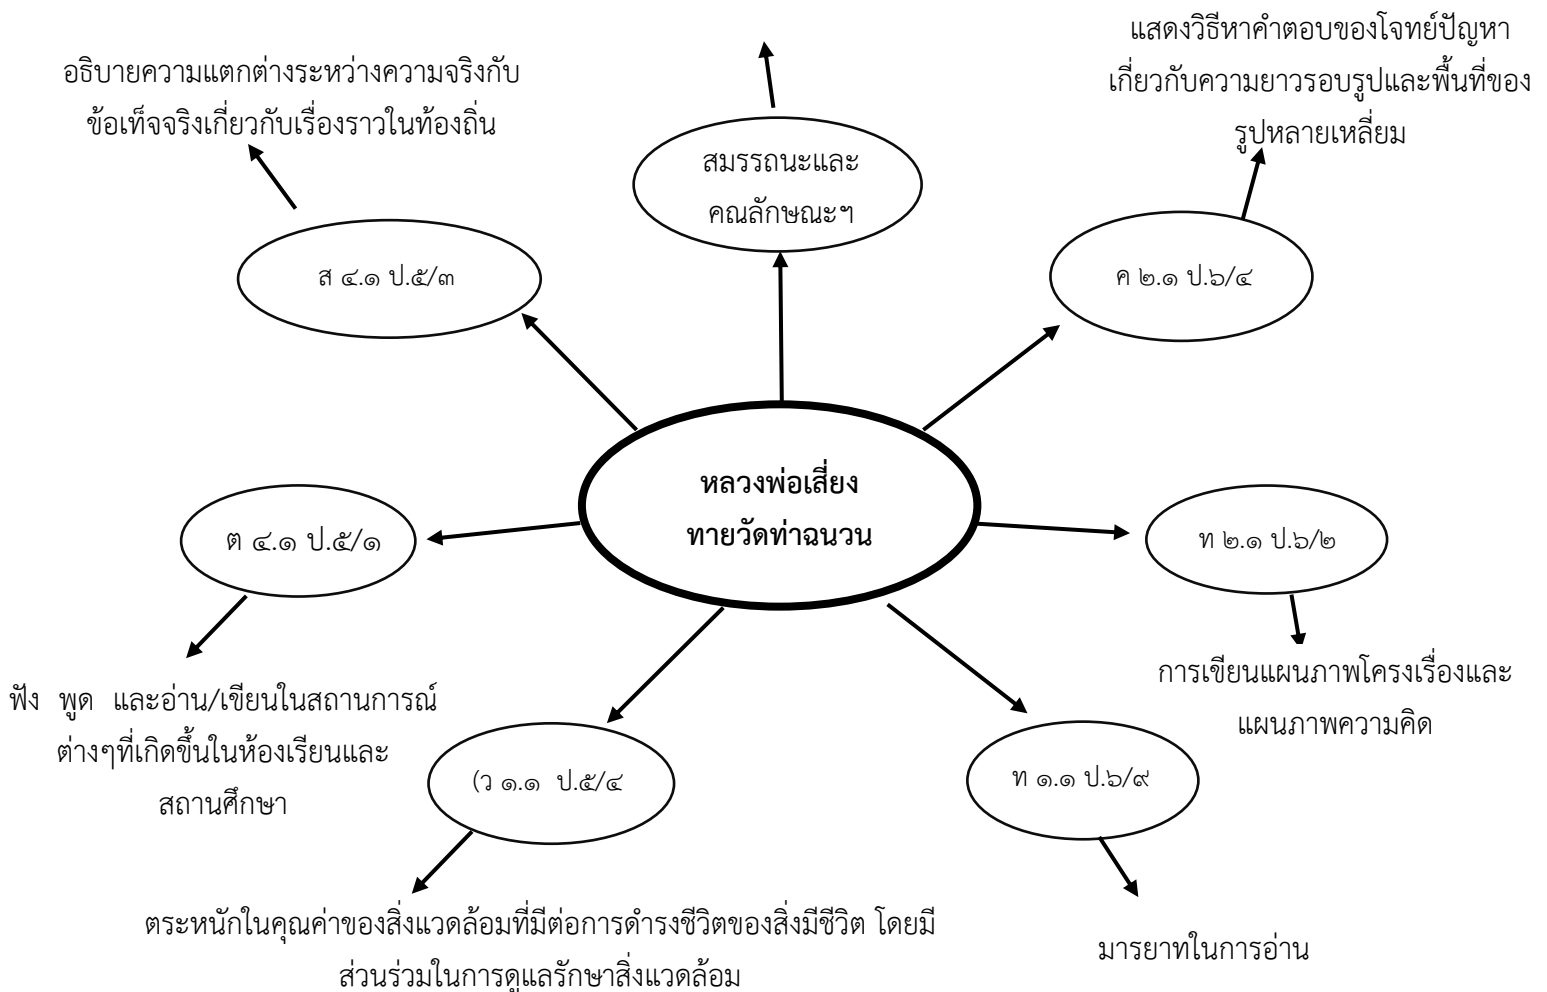 อธิบายความแตกต่างระหว่างความจริงกับ
ข้อเท็จจริงเกี่ยวกับเรื่องราวในท้องถิ่น
แสดงวิธีหาคำตอบของโจทย์ปัญหา
เกี่ยวกับความยาวรอบรูปและพื้นที่ของ
รูปหลายเหลี่ยม
สมรรถนะและ
คณลักษณะฯ
ส ๔.๑ ป.๕/๓
ค ๒.๑ ป.๖/๔
หลวงพ่อเสี่ยง
ทายวัดท่าฉนวน
ต ๔.๑ ป.๕/๑
ท ๒.๑ ป.๖/๒
ฟัง พูด และอ่าน/เขียนในสถานการณ์
ต่างๆที่เกิดขึ้นในห้องเรียนและ
สถานศึกษา
การเขียนแผนภาพโครงเรื่องและ
แผนภาพความคิด
(ว ๑.๑ ป.๕/๔
ท ๑.๑ ป.๖/๙
ตระหนักในคุณค่าของสิ่งแวดล้อมที่มีต่อการดำรงชีวิตของสิ่งมีชีวิต โดยมี
ส่วนร่วมในการดูแลรักษาสิ่งแวดล้อม
มารยาทในการอ่าน